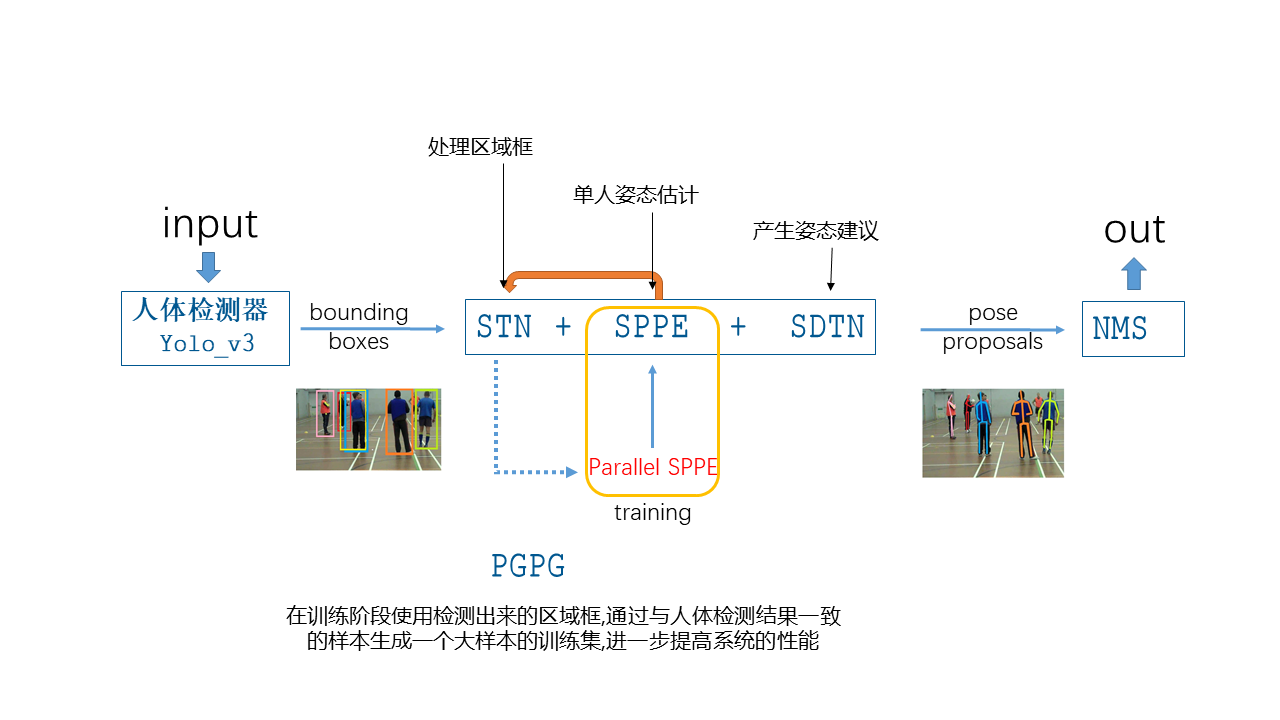 处理区域框
单人姿态估计
产生姿态建议
input
out
人体检测器
Yolo_v3
bounding
boxes
STN + SPPE + SDTN
pose
proposals
NMS
Parallel SPPE
training
PGPG
在训练阶段使用检测出来的区域框,通过与人体检测结果一致
的样本生成一个大样本的训练集,进一步提高系统的性能